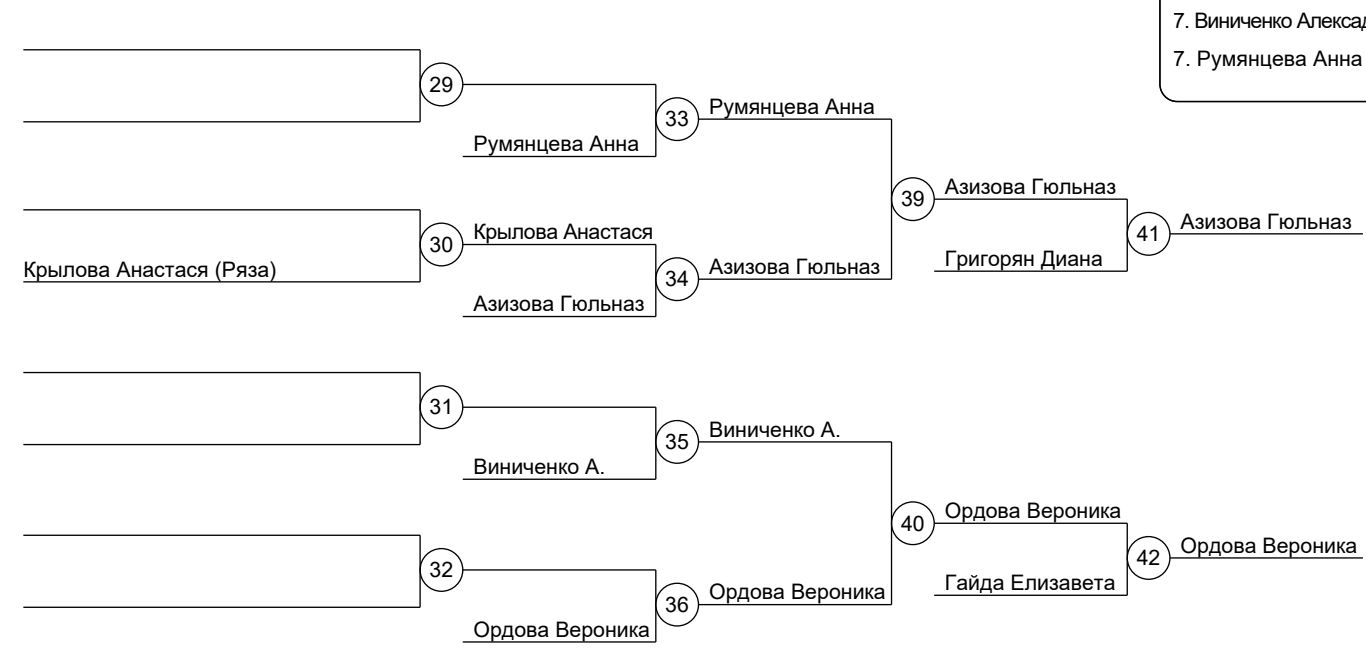 7. Виниченко Алексад
7. Румянцева Анна
29
33
Румянцева Анна
Румянцева Анна
39
Азизова Гюльназ
30
Крылова Анастася
41
Азизова Гюльназ
Крылова Анастася (Ряза)
34
Азизова Гюльназ
Григорян Диана
Азизова Гюльназ
31
35
Виниченко А.
Виниченко А.
40
Ордова Вероника
32
42
Ордова Вероника
36
Ордова Вероника
Гайда Елизавета
Ордова Вероника